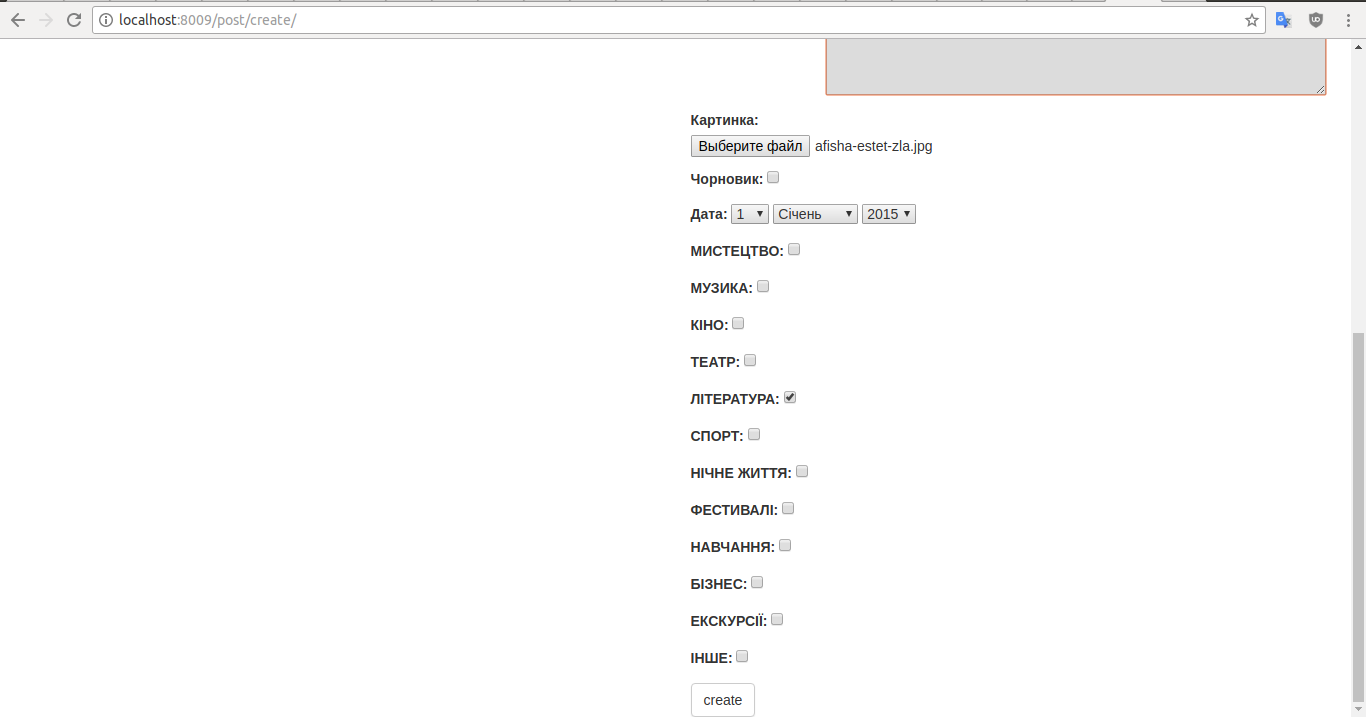 localhost:8009/post/create/
Картинка:
Выберите файл afisha-estet-zla.jpg
Чорновик:
Дата: 1 Січень 2015
МИСТЕЦТВО:
МУЗИКА:
КІНО:
ТЕАТР:
ЛІТЕРАТУРА:
СПОРТ:
НІЧНЕ ЖИТТЯ:
ФЕСТИВАЛІ:
НАВЧАННЯ:
БІЗНЕС:
ЕКСКУРСІЇ:
ІНШЕ:
create